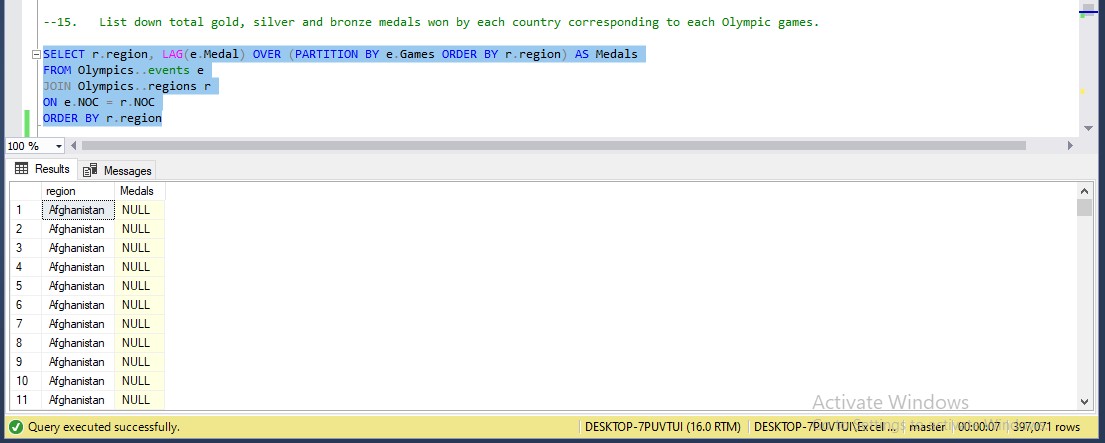 --15.   List down total gold, silver and bronze medals won by each country corresponding to each Olympic games.
SELECT r.region, LAG(e.Medal) OVER (PARTITION BY e.Games ORDER BY r.region) AS Medals
FROM Olympics..events e
JOIN Olympics..regions r
ON e.NOC = r.NOC
ORDER BY r.region
100 %
Results Messages
region Medals
1 Afghanistan NULL
2 Afghanistan NULL
3 Afghanistan NULL
4 Afghanistan NULL
5 Afghanistan NULL
6 Afghanistan NULL
7 Afghanistan NULL
8 Afghanistan NULL
9 Afghanistan NULL
10 Afghanistan NULL
11 Afghanistan NULL
Activate Windows
Query executed successfully. DESKTOP-7PUVTUI (16.0 RTM) DESKTOP-7PUVTUI\Excel ... master 00:00:07 397,071 rows